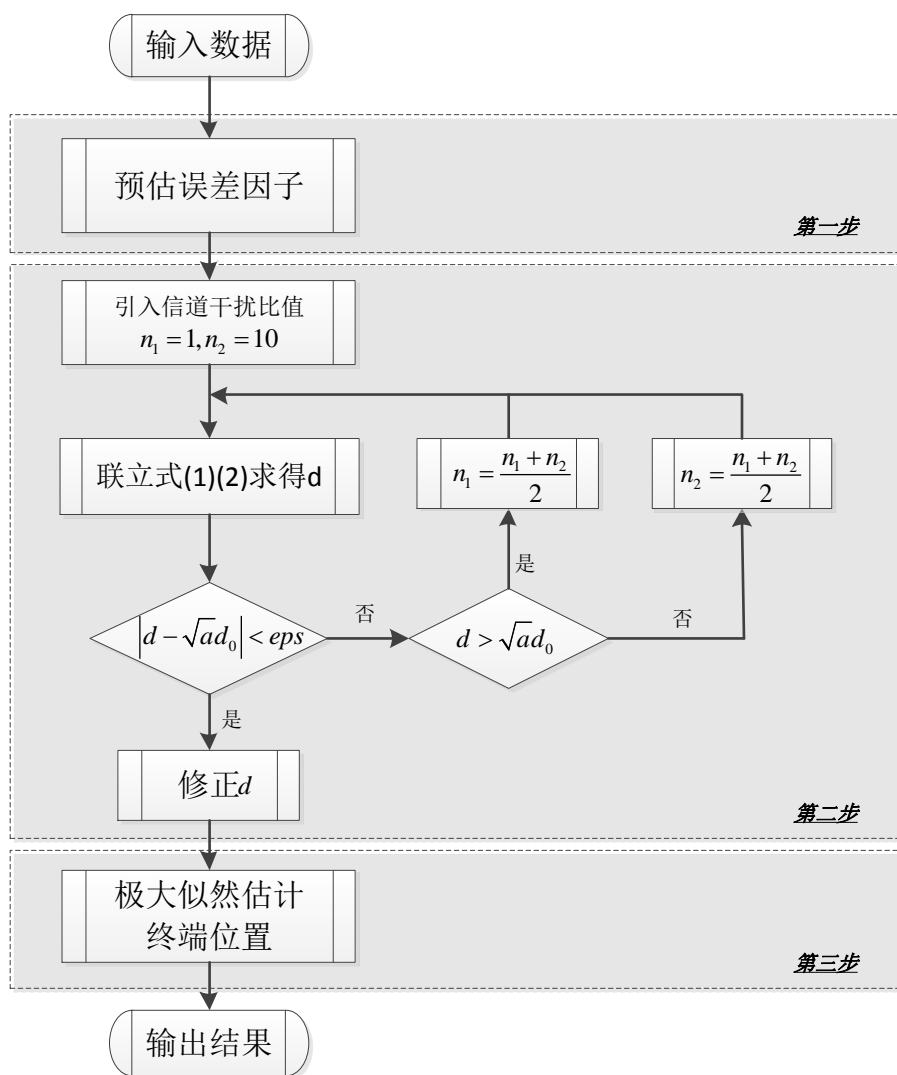 输入数据
预估误差因子
第一步
引入信道干扰比值
n₁ = 1, n₂ = 10
联立式(1)(2)求得d
n₁ = (n₁ + n₂) / 2
n₂ = (n₁ + n₂) / 2
是
否
否
|d − √a d₀| < eps
d > √a d₀
是
修正d
第二步
极大似然估计
终端位置
第三步
输出结果